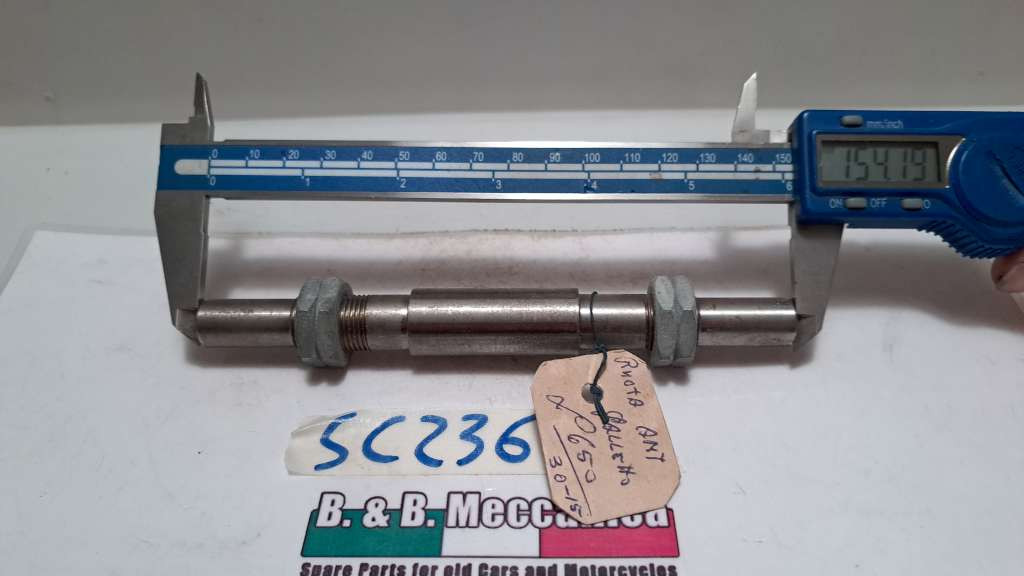 mm/inch
154.19
ON OFF 0
0 10 20 30 40 50 60 70 80 90 100 110 120 130 140 150
0 1 2 3 4 5 6
RUOTA ANT
GALLETTO
0650
30-15
SC236
B. & B. Meccanica
Spare Parts for old Cars and Motorcycles